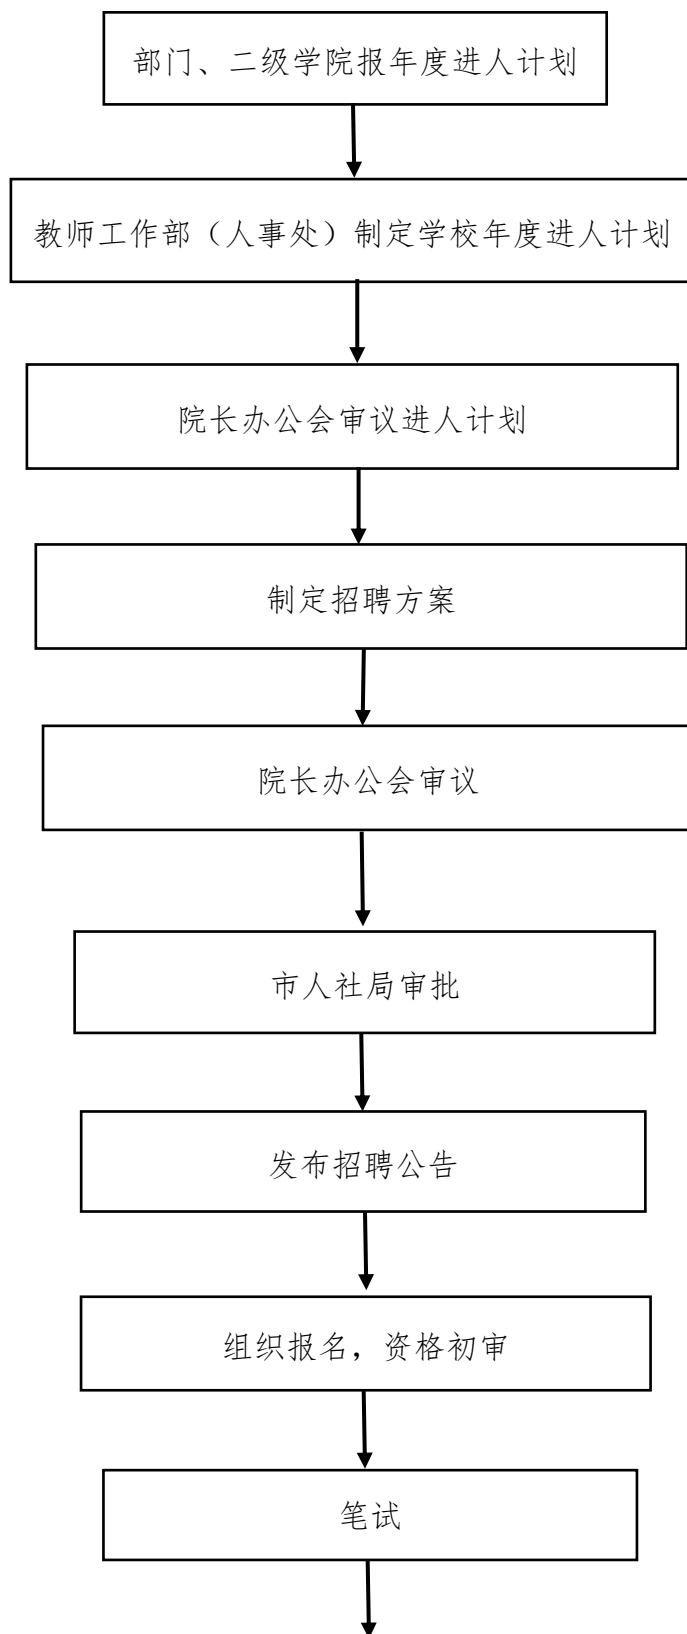 部门、二级学院报年度进人计划
教师工作部（人事处）制定学校年度进人计划
院长办公会审议进人计划
制定招聘方案
院长办公会审议
市人社局审批
发布招聘公告
组织报名，资格初审
笔试